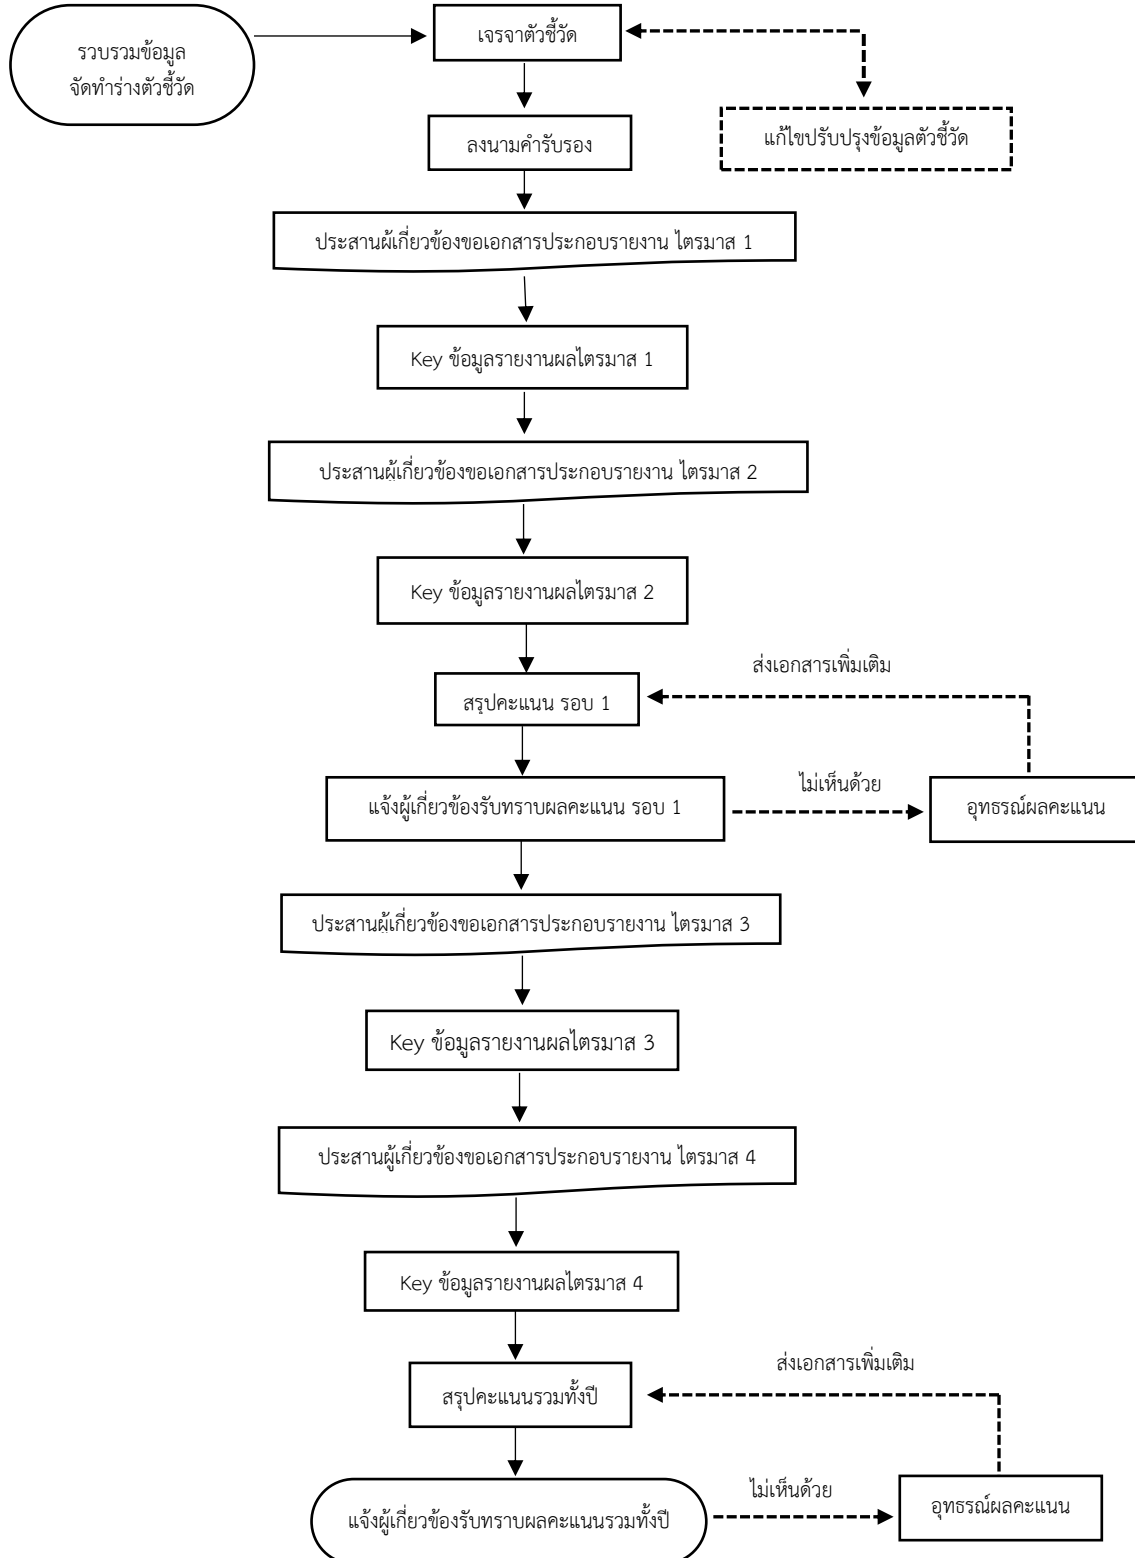 รวบรวมข้อมูล
จัดทำร่างตัวชี้วัด
เจรจาตัวชี้วัด
แก้ไขปรับปรุงข้อมูลตัวชี้วัด
ลงนามคำรับรอง
ประสานผู้เกี่ยวข้องขอเอกสารประกอบรายงาน ไตรมาส 1
Key ข้อมูลรายงานผลไตรมาส 1
ประสานผู้เกี่ยวข้องขอเอกสารประกอบรายงาน ไตรมาส 2
Key ข้อมูลรายงานผลไตรมาส 2
ส่งเอกสารเพิ่มเติม
สรุปคะแนน รอบ 1
ไม่เห็นด้วย
แจ้งผู้เกี่ยวข้องรับทราบผลคะแนน รอบ 1
อุทธรณ์ผลคะแนน
ประสานผู้เกี่ยวข้องขอเอกสารประกอบรายงาน ไตรมาส 3
Key ข้อมูลรายงานผลไตรมาส 3
ประสานผู้เกี่ยวข้องขอเอกสารประกอบรายงาน ไตรมาส 4
Key ข้อมูลรายงานผลไตรมาส 4
ส่งเอกสารเพิ่มเติม
สรุปคะแนนรวมทั้งปี
ไม่เห็นด้วย
อุทธรณ์ผลคะแนน
แจ้งผู้เกี่ยวข้องรับทราบผลคะแนนรวมทั้งปี